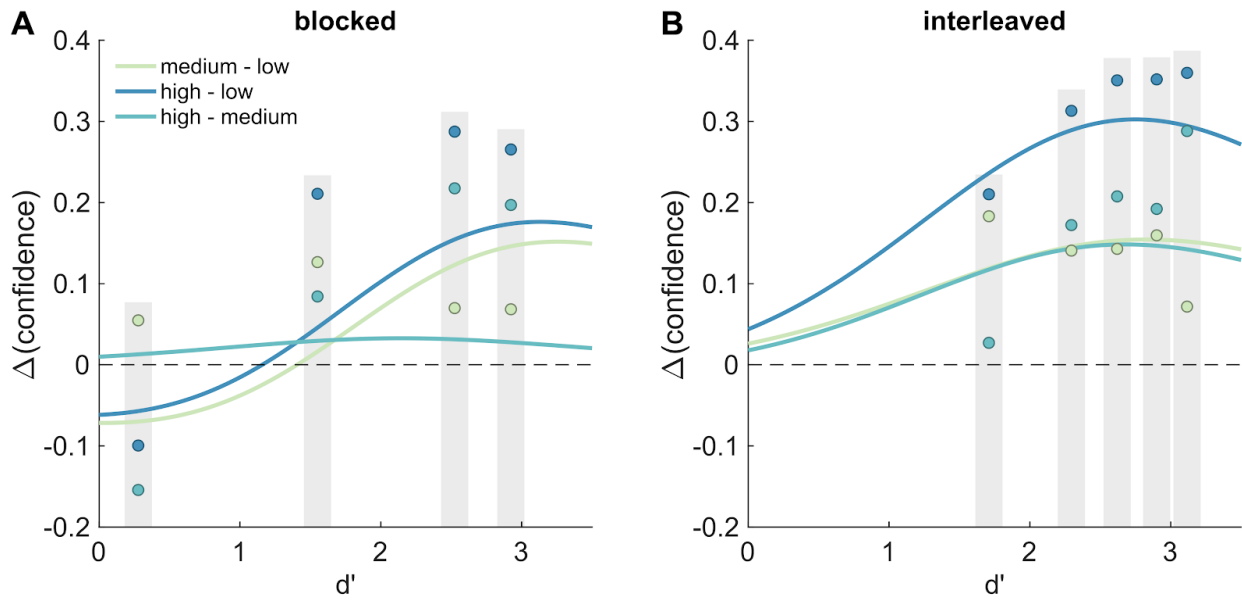 A
blocked
0.4
0.3
0.2
0.1
0
-0.1
-0.2
Δ(confidence)
medium - low
high - low
high - medium
0
1
2
3
d'
B
interleaved
0.4
0.3
0.2
0.1
0
-0.1
-0.2
Δ(confidence)
0
1
2
3
d'